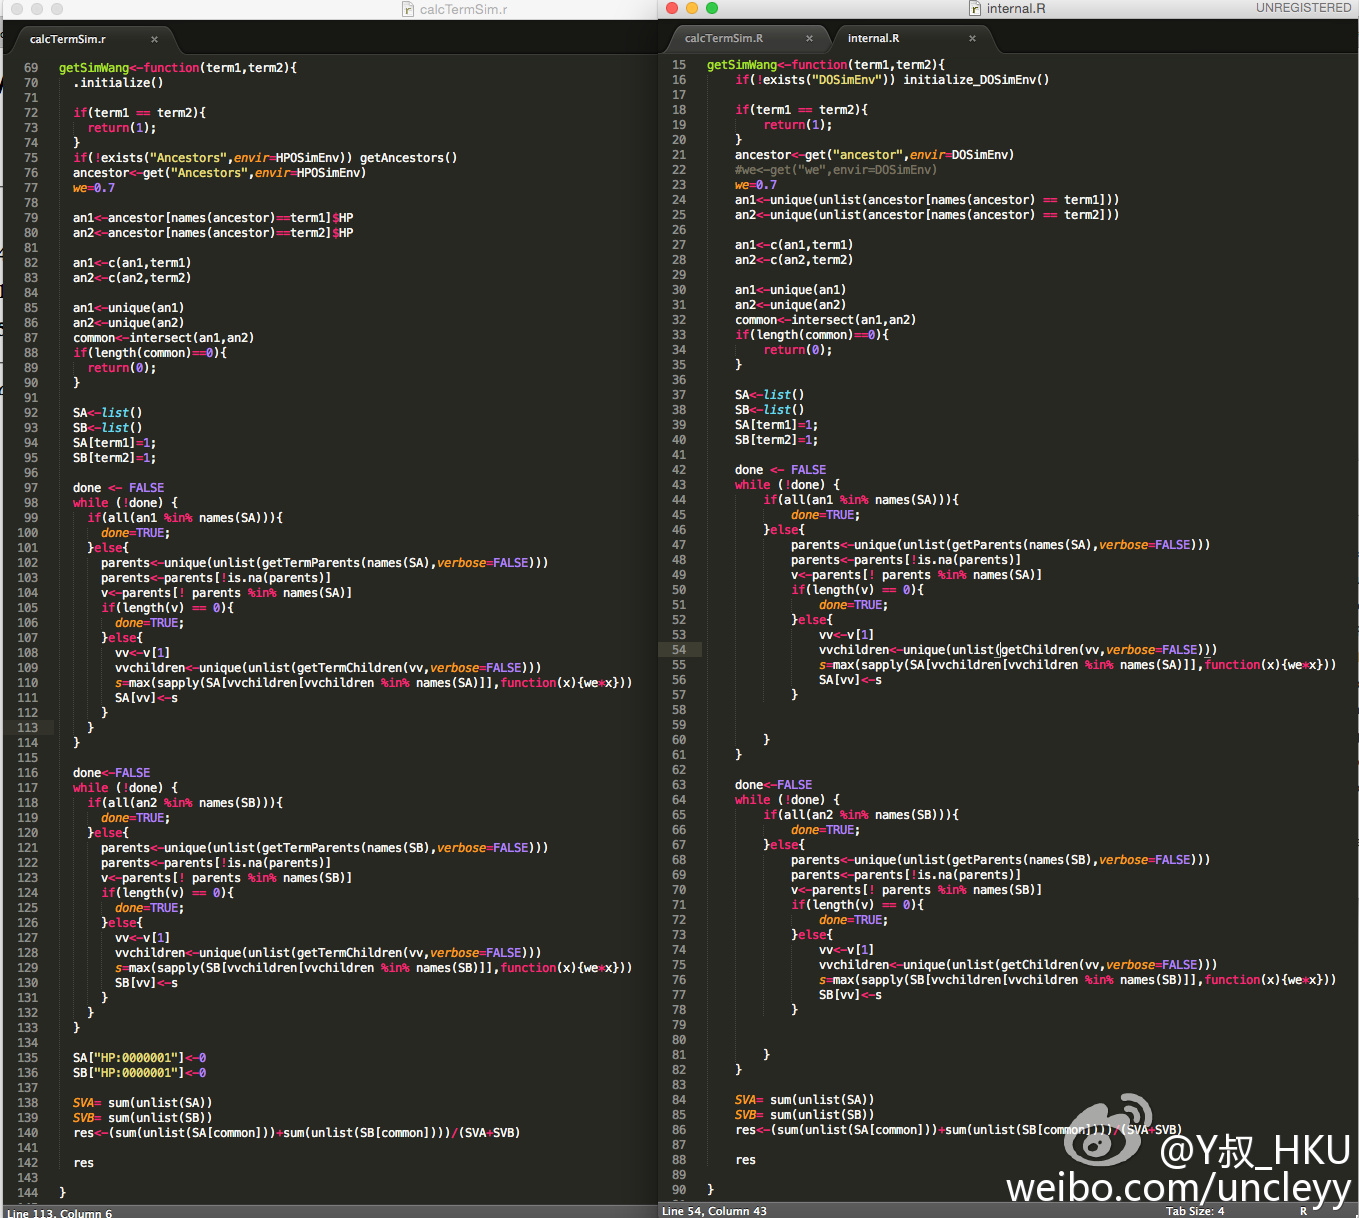 calcTermSim.r
calcTermSim.r ×
69 getSimWang<-function(term1,term2){
70 .initialize()
71
72 if(term1 == term2){
73 return(1);
74 }
75 if(!exists("Ancestors",envir=HPOSimEnv)) getAncestors()
76 ancestor<-get("Ancestors",envir=HPOSimEnv)
77 we=0.7
78
79 an1<-ancestor[names(ancestor)==term1]$HP
80 an2<-ancestor[names(ancestor)==term2]$HP
81
82 an1<-c(an1,term1)
83 an2<-c(an2,term2)
84
85 an1<-unique(an1)
86 an2<-unique(an2)
87 common<-intersect(an1,an2)
88 if(length(common)==0){
89 return(0);
90 }
91
92 SA<-list()
93 SB<-list()
94 SA[term1]=1;
95 SB[term2]=1;
96
97 done <- FALSE
98 while (!done) {
99 if(all(an1 %in% names(SA))){
100 done=TRUE;
101 }else{
102 parents<-unique(unlist(getTermParents(names(SA),verbose=FALSE)))
103 parents<-parents[!is.na(parents)]
104 v<-parents[! parents %in% names(SA)]
105 if(length(v) == 0){
106 done=TRUE;
107 }else{
108 vv<-v[1]
109 vvchildren<-unique(unlist(getTermChildren(vv,verbose=FALSE)))
110 s=max(sapply(SA[vvchildren[vvchildren %in% names(SA)]],function(x){we*x}))
111 SA[vv]<-s
112 }
113 }
114 }
115
116 done<-FALSE
117 while (!done) {
118 if(all(an2 %in% names(SB))){
119 done=TRUE;
120 }else{
121 parents<-unique(unlist(getTermParents(names(SB),verbose=FALSE)))
122 parents<-parents[!is.na(parents)]
123 v<-parents[! parents %in% names(SB)]
124 if(length(v) == 0){
125 done=TRUE;
126 }else{
127 vv<-v[1]
128 vvchildren<-unique(unlist(getTermChildren(vv,verbose=FALSE)))
129 s=max(sapply(SB[vvchildren[vvchildren %in% names(SB)]],function(x){we*x}))
130 SB[vv]<-s
131 }
132 }
133 }
134
135 SA["HP:0000001"]<-0
136 SB["HP:0000001"]<-0
137
138 SVA= sum(unlist(SA))
139 SVB= sum(unlist(SB))
140 res<-(sum(unlist(SA[common]))+sum(unlist(SB[common])))/(SVA+SVB)
141
142 res
143
144 }
Line 113, Column 6
internal.R UNREGISTERED
calcTermSim.R × internal.R ×
15 getSimWang<-function(term1,term2){
16 if(!exists("DOSimEnv")) initialize_DOSimEnv()
17
18 if(term1 == term2){
19 return(1);
20 }
21 ancestor<-get("ancestor",envir=DOSimEnv)
22 #we<-get("we",envir=DOSimEnv)
23 we=0.7
24 an1<-unique(unlist(ancestor[names(ancestor) == term1]))
25 an2<-unique(unlist(ancestor[names(ancestor) == term2]))
26
27 an1<-c(an1,term1)
28 an2<-c(an2,term2)
29
30 an1<-unique(an1)
31 an2<-unique(an2)
32 common<-intersect(an1,an2)
33 if(length(common)==0){
34 return(0);
35 }
36
37 SA<-list()
38 SB<-list()
39 SA[term1]=1;
40 SB[term2]=1;
41
42 done <- FALSE
43 while (!done) {
44 if(all(an1 %in% names(SA))){
45 done=TRUE;
46 }else{
47 parents<-unique(unlist(getParents(names(SA),verbose=FALSE)))
48 parents<-parents[!is.na(parents)]
49 v<-parents[! parents %in% names(SA)]
50 if(length(v) == 0){
51 done=TRUE;
52 }else{
53 vv<-v[1]
54 vvchildren<-unique(unlist(getChildren(vv,verbose=FALSE)))
55 s=max(sapply(SA[vvchildren[vvchildren %in% names(SA)]],function(x){we*x}))
56 SA[vv]<-s
57 }
58
59
60 }
61 }
62
63 done<-FALSE
64 while (!done) {
65 if(all(an2 %in% names(SB))){
66 done=TRUE;
67 }else{
68 parents<-unique(unlist(getParents(names(SB),verbose=FALSE)))
69 parents<-parents[!is.na(parents)]
70 v<-parents[! parents %in% names(SB)]
71 if(length(v) == 0){
72 done=TRUE;
73 }else{
74 vv<-v[1]
75 vvchildren<-unique(unlist(getChildren(vv,verbose=FALSE)))
76 s=max(sapply(SB[vvchildren[vvchildren %in% names(SB)]],function(x){we*x}))
77 SB[vv]<-s
78 }
79
80
81 }
82 }
83
84 SVA= sum(unlist(SA))
85 SVB= sum(unlist(SB))
86 res<-(sum(unlist(SA[common]))+sum(unlist(SB[common])))/(SVA+SVB)
87
88 res
89
90 }
@Y叔_HKU
weibo.com/uncleyy
Line 54, Column 43 Tab Size: 4 R